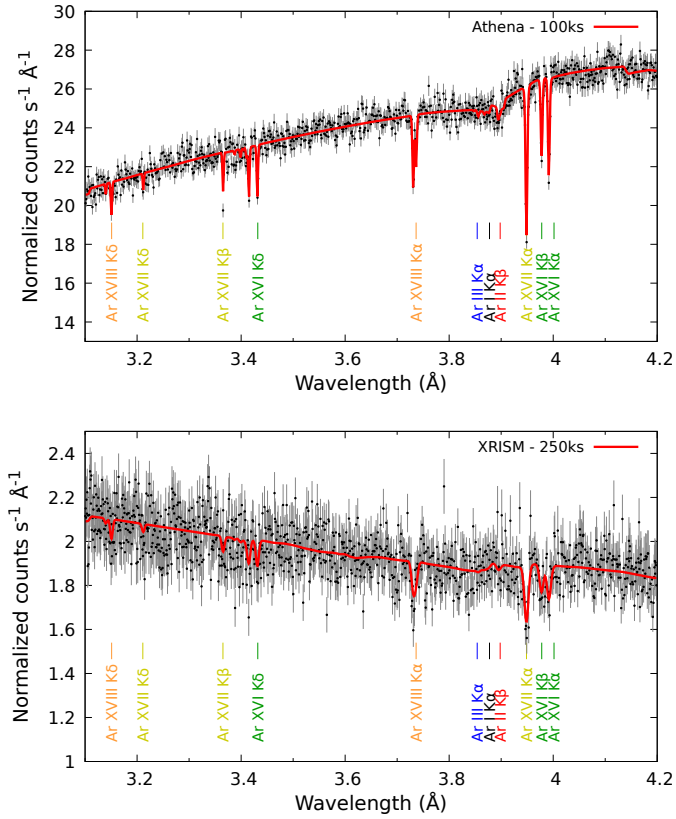 Athena - 100ks
Normalized counts s-1 Å-1
30
28
26
24
22
20
18
16
14
Ar XVIII Kδ
Ar XVII Kδ
Ar XVII Kβ
Ar XVI Kδ
Ar XVIII Kα
Ar III Kα
Ar I Kα
Ar II Kβ
Ar XVII Kα
Ar XVI Kβ
Ar XVI Kα
3.2 3.4 3.6 3.8 4 4.2
Wavelength (Å)
XRISM - 250ks
Normalized counts s-1 Å-1
2.4
2.2
2
1.8
1.6
1.4
1.2
1
Ar XVIII Kδ
Ar XVII Kδ
Ar XVII Kβ
Ar XVI Kδ
Ar XVIII Kα
Ar III Kα
Ar I Kα
Ar II Kβ
Ar XVII Kα
Ar XVI Kβ
Ar XVI Kα
3.2 3.4 3.6 3.8 4 4.2
Wavelength (Å)